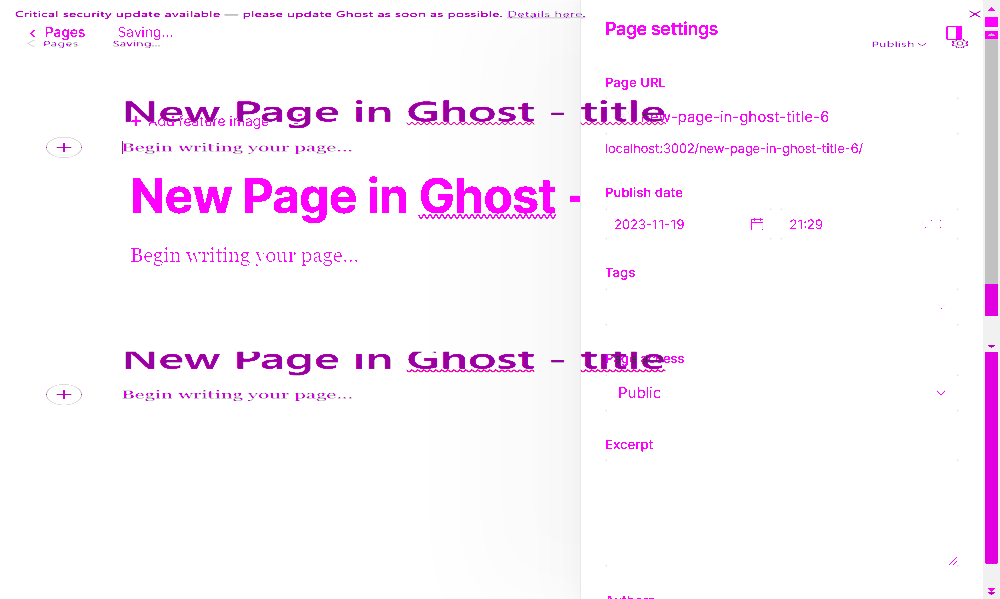 Critical security update available — please update Ghost as soon as possible. Details here.
Pages Saving...
Pages Saving...
Publish
Page settings
Page URL
New Page in Ghost - title
Add feature image
new-page-in-ghost-title-6
Begin writing your page...
localhost:3002/new-page-in-ghost-title-6/
New Page in Ghost -
Publish date
2023-11-19 21:29
Begin writing your page...
Tags
New Page in Ghost - title
Page access
Begin writing your page...
Public
Excerpt
Authors